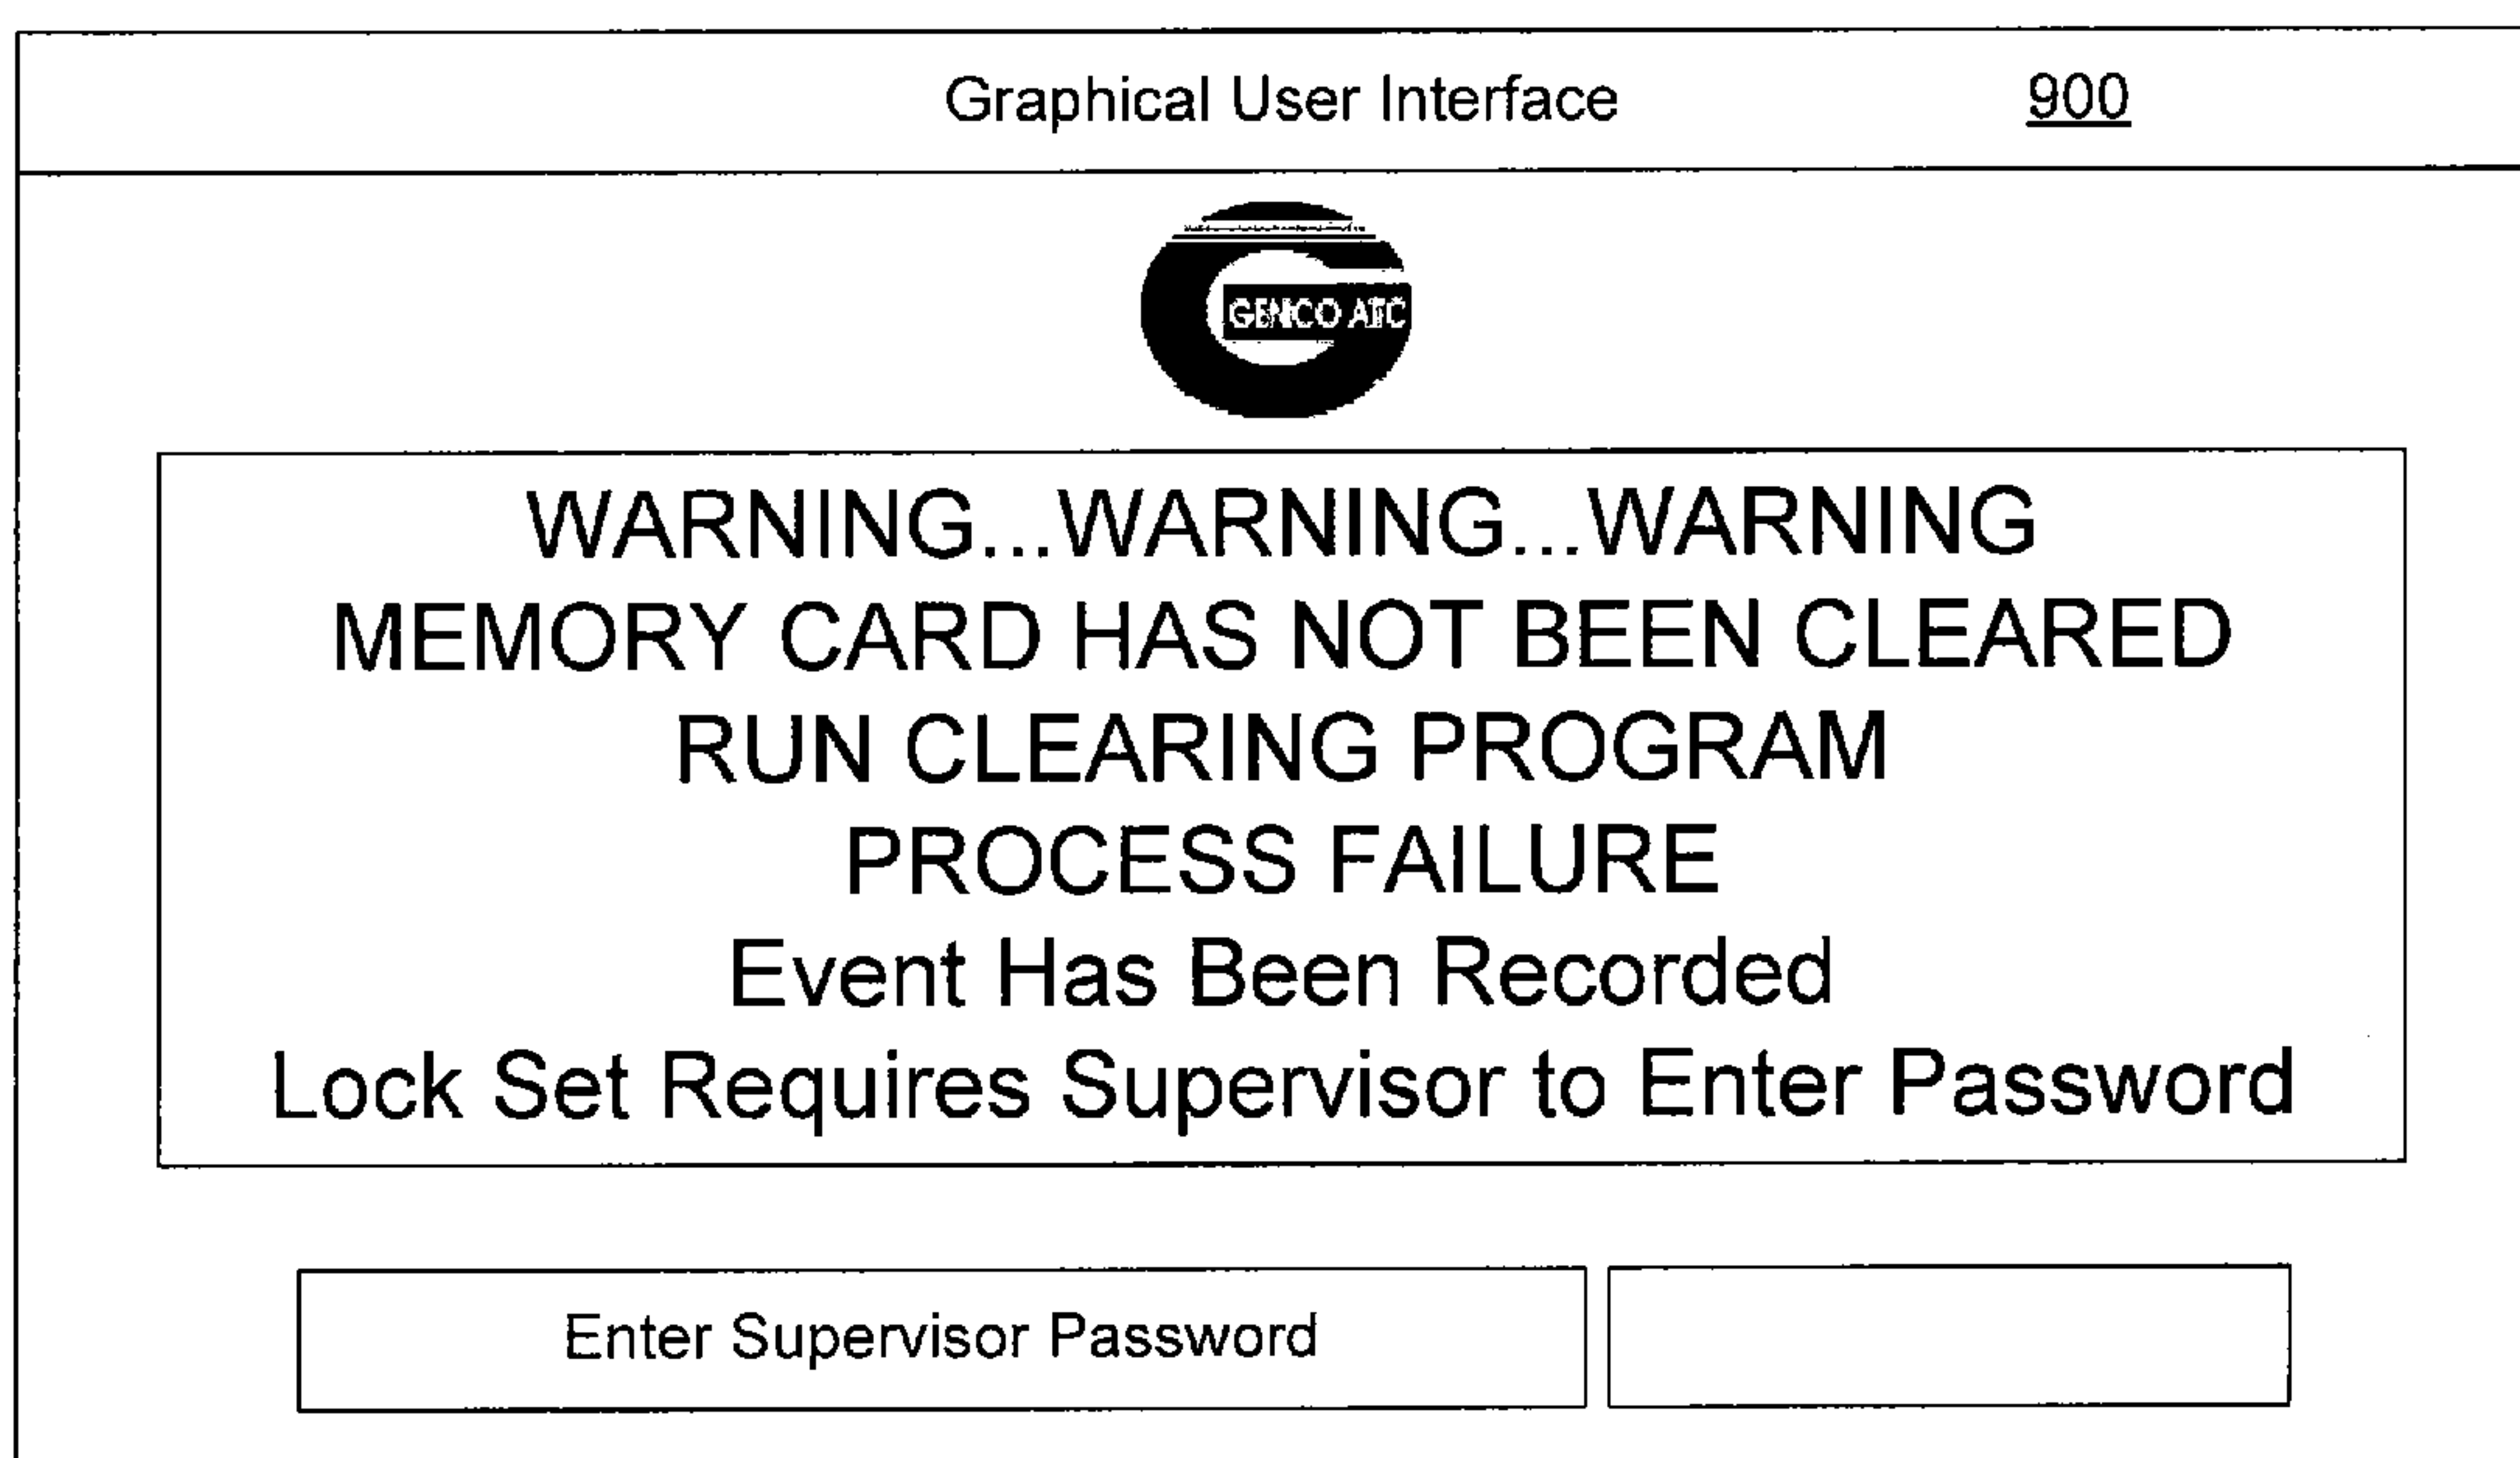 Graphical User Interface 900
GENCO ATC
WARNING...WARNING...WARNING
MEMORY CARD HAS NOT BEEN CLEARED
RUN CLEARING PROGRAM
PROCESS FAILURE
Event Has Been Recorded
Lock Set Requires Supervisor to Enter Password
Enter Supervisor Password